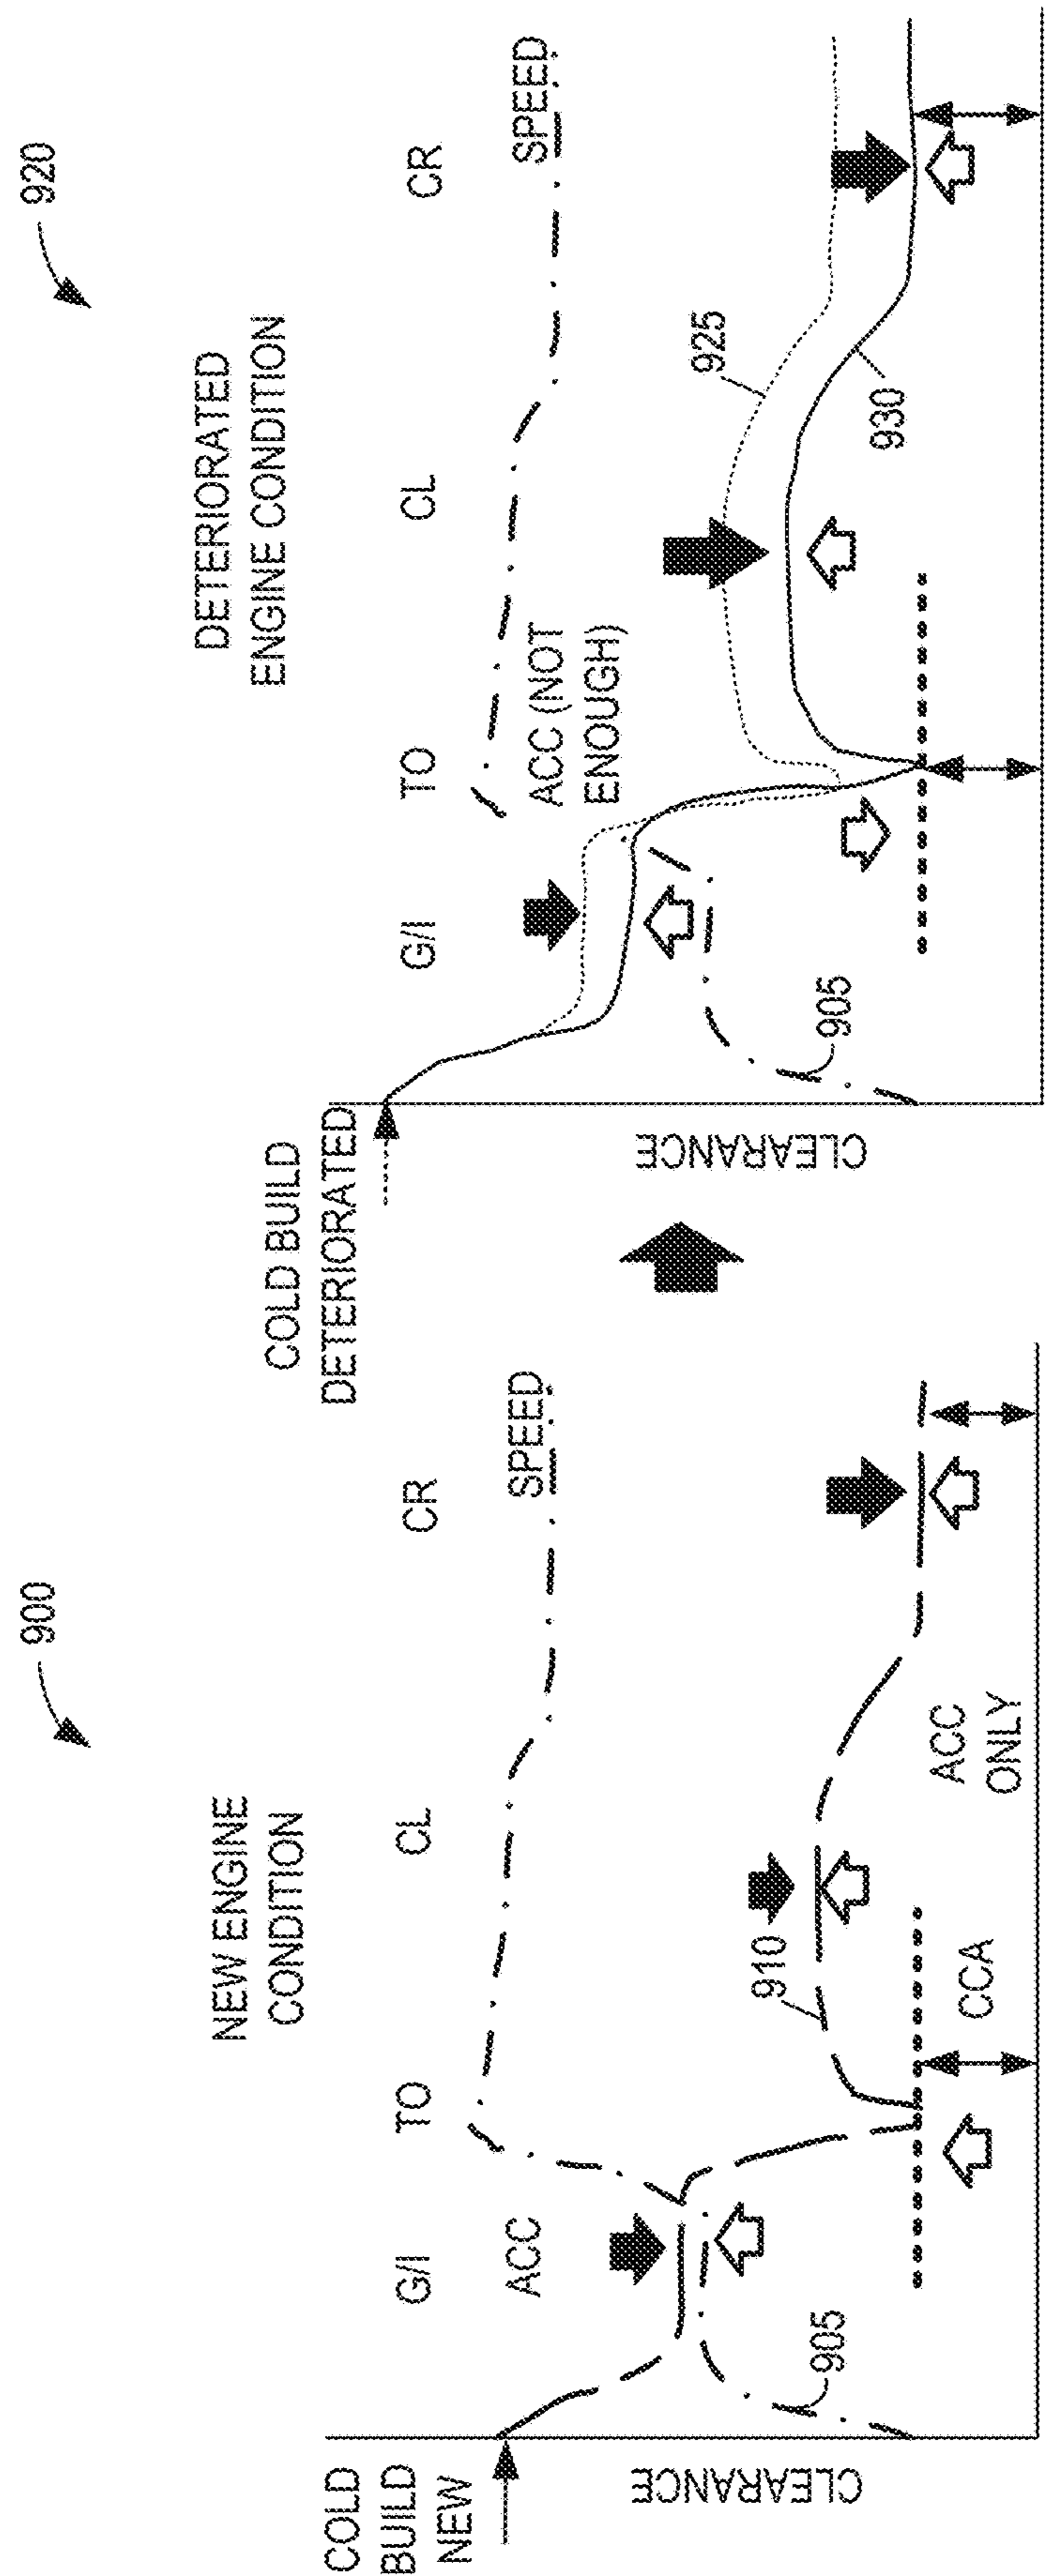 900
NEW ENGINE
CONDITION
COLD
BUILD
NEW
G/I
TO
CL
CR
ACC
SPEED
910
905
CCA
ACC
ONLY
CLEARANCE
920
DETERIORATED
ENGINE CONDITION
COLD BUILD
DETERIORATED
G/I
TO
CL
CR
SPEED
ACC (NOT
ENOUGH)
925
930
905
CLEARANCE